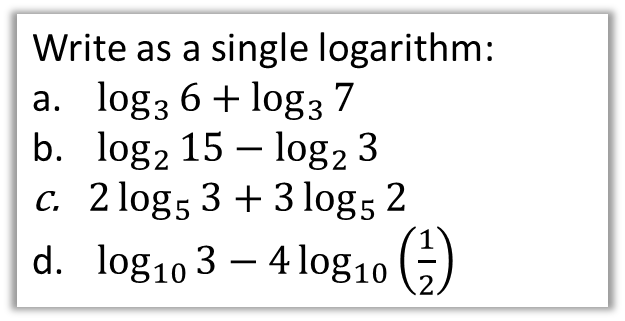 Write as a single logarithm:
a. log₃ 6 + log₃ 7
b. log₂ 15 − log₂ 3
c. 2 log₅ 3 + 3 log₅ 2
d. log₁₀ 3 − 4 log₁₀ (1/2)